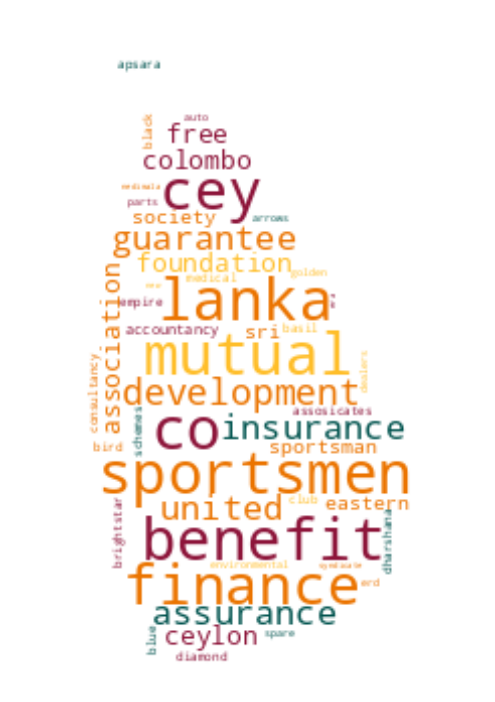 apsara
auto
black
free
colombo
nedimala
cey
parts
society
arrows
guarantee
foundation
golden
medical
association
empire
lanka
accountancy
sri
basil
mutual
dealers
consultancy
development
co
assosicates
insurance
schemes
bird
sportsman
sportsmen
club
united
eastern
brightstar
benefit
dharshana
environmental
syndicate
finance
erd
assurance
blue
ceylon
spare
diamond